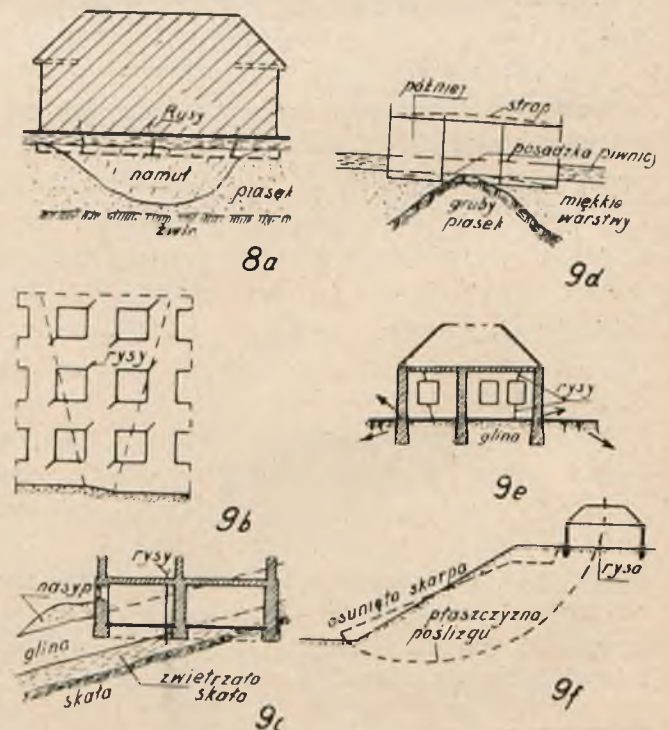 Rysy
namuł
piasek
żwir
8a
później
strop
posadzka piwnicy
gruby
piasek
miękkie
warstwy
9d
rysy
9b
rysy
glina
9e
rysy
nasyp
glina
zwietrzała
skała
skała
9c
osunięta skarpa
płaszczyzna
poślizgu
rysa
9f